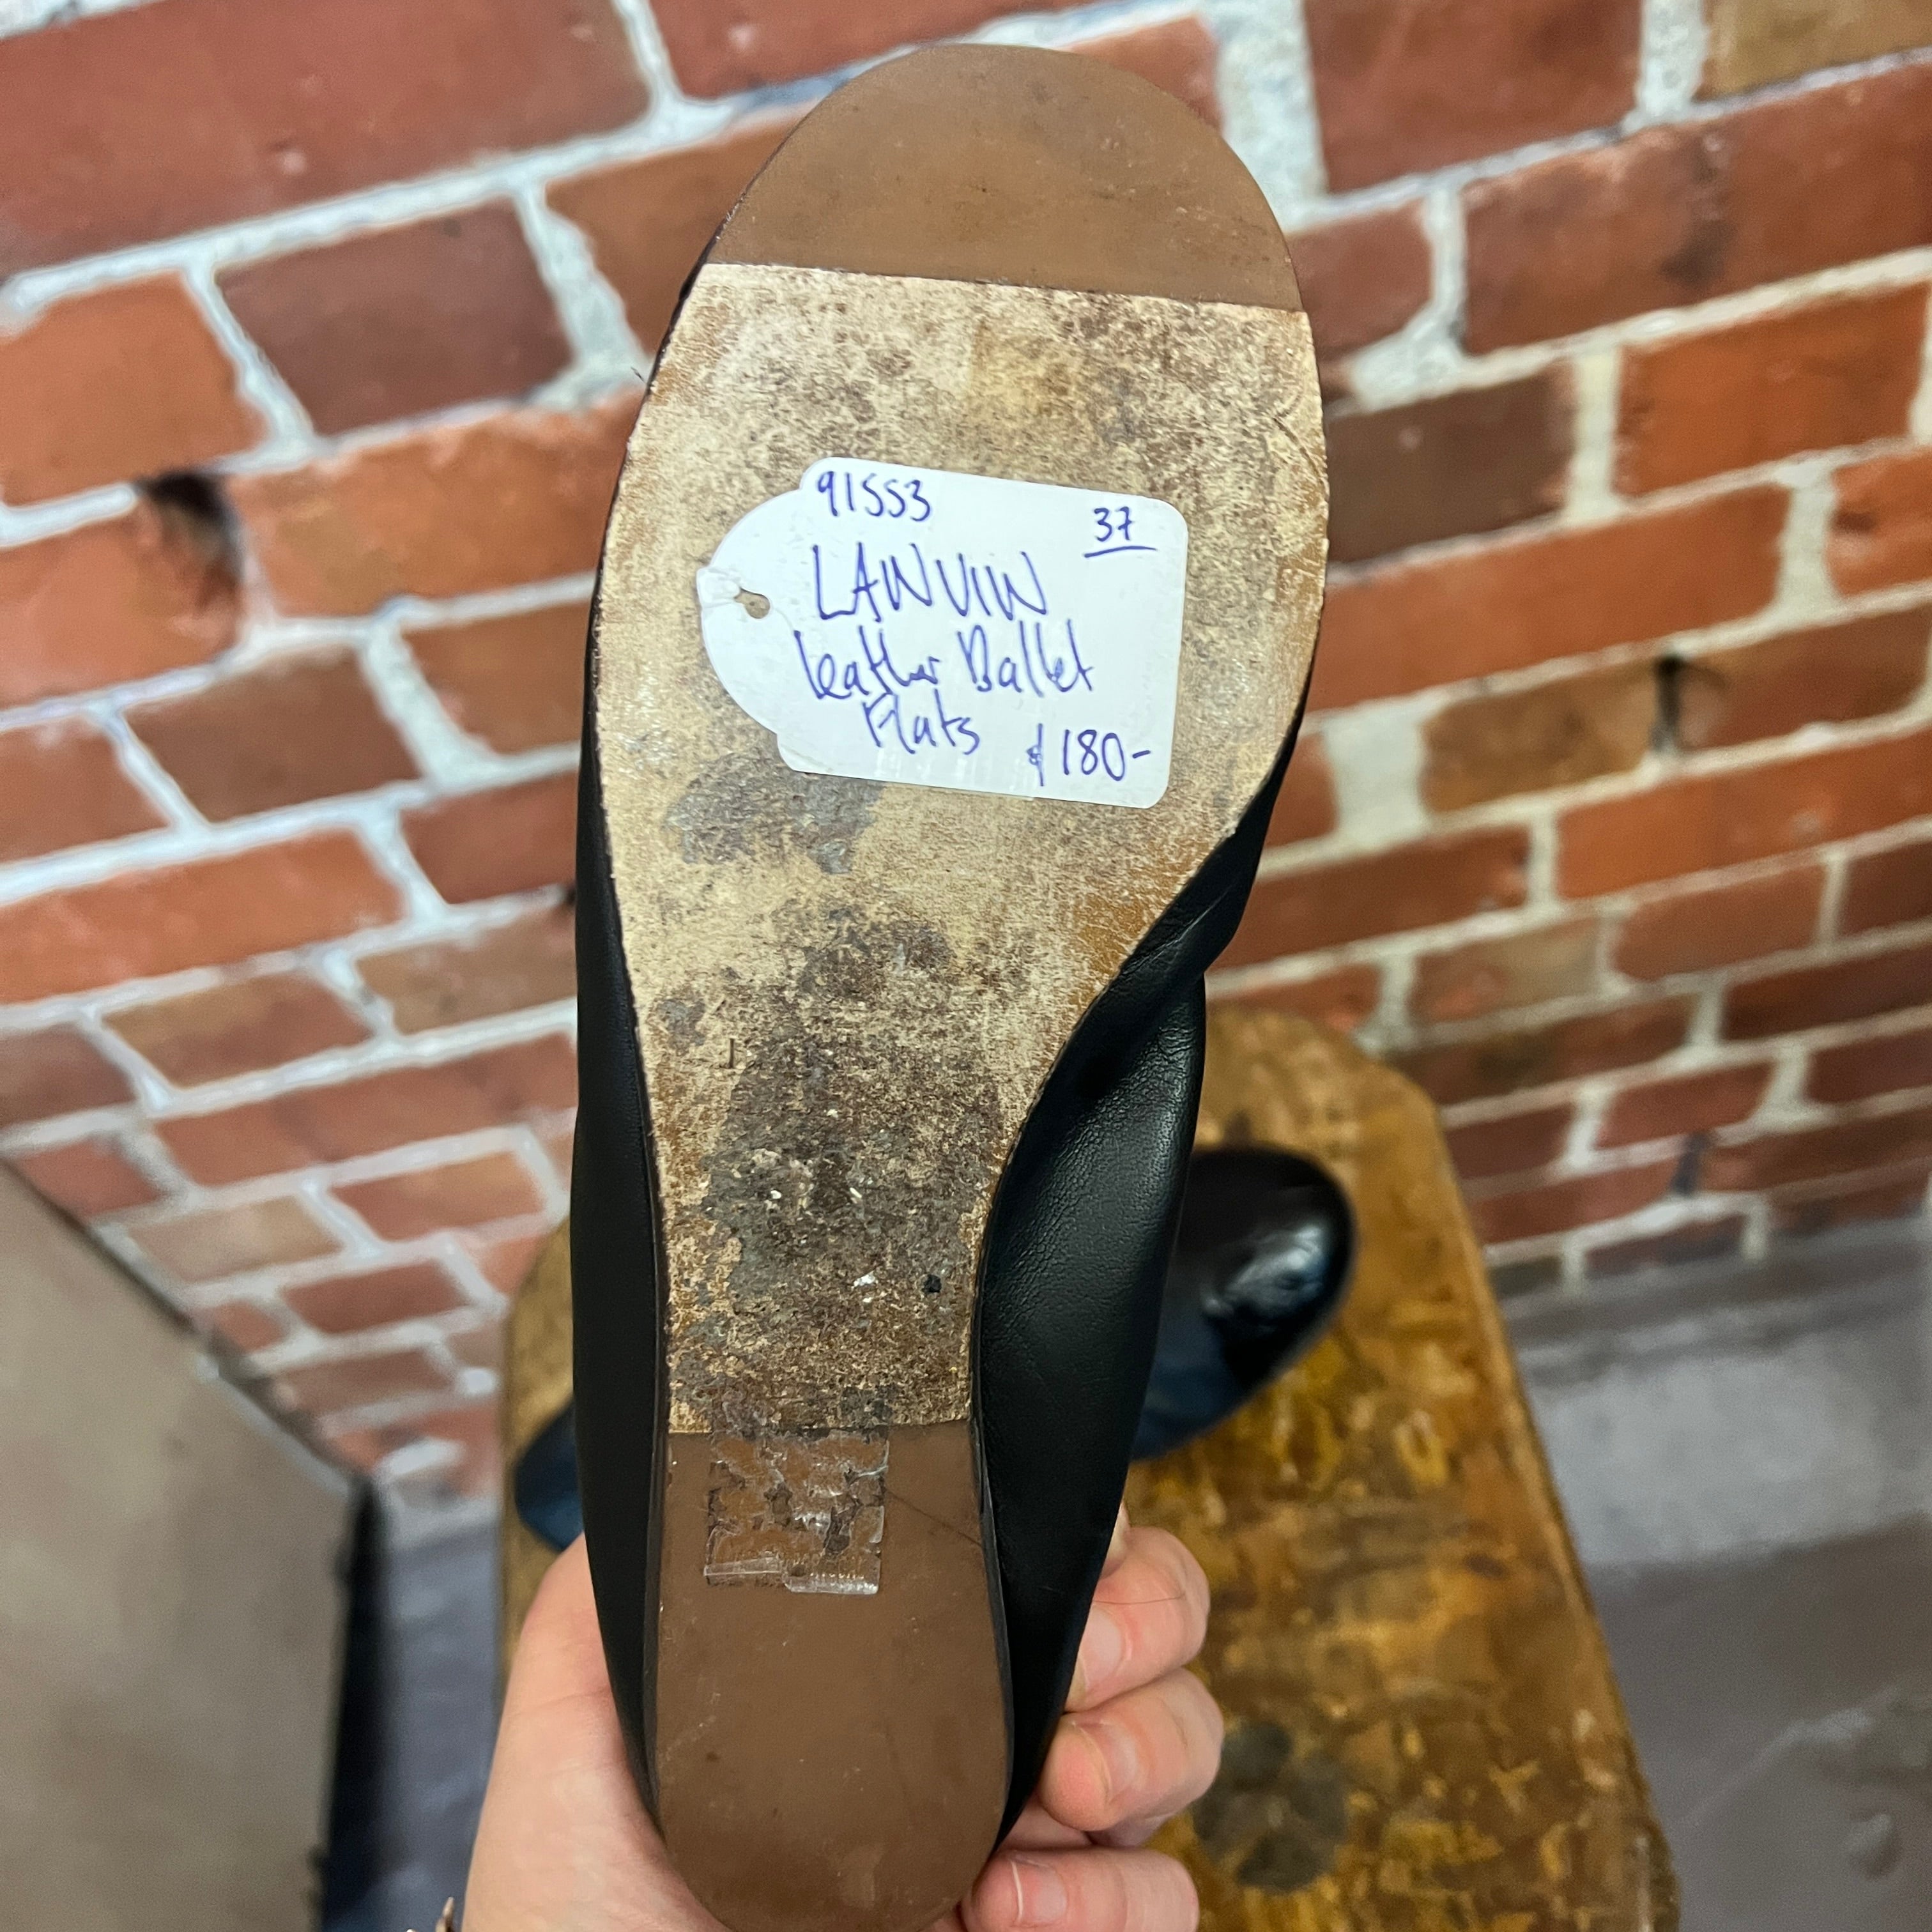 91553
37
LANVIN
leather Ballet
Flats
$180-